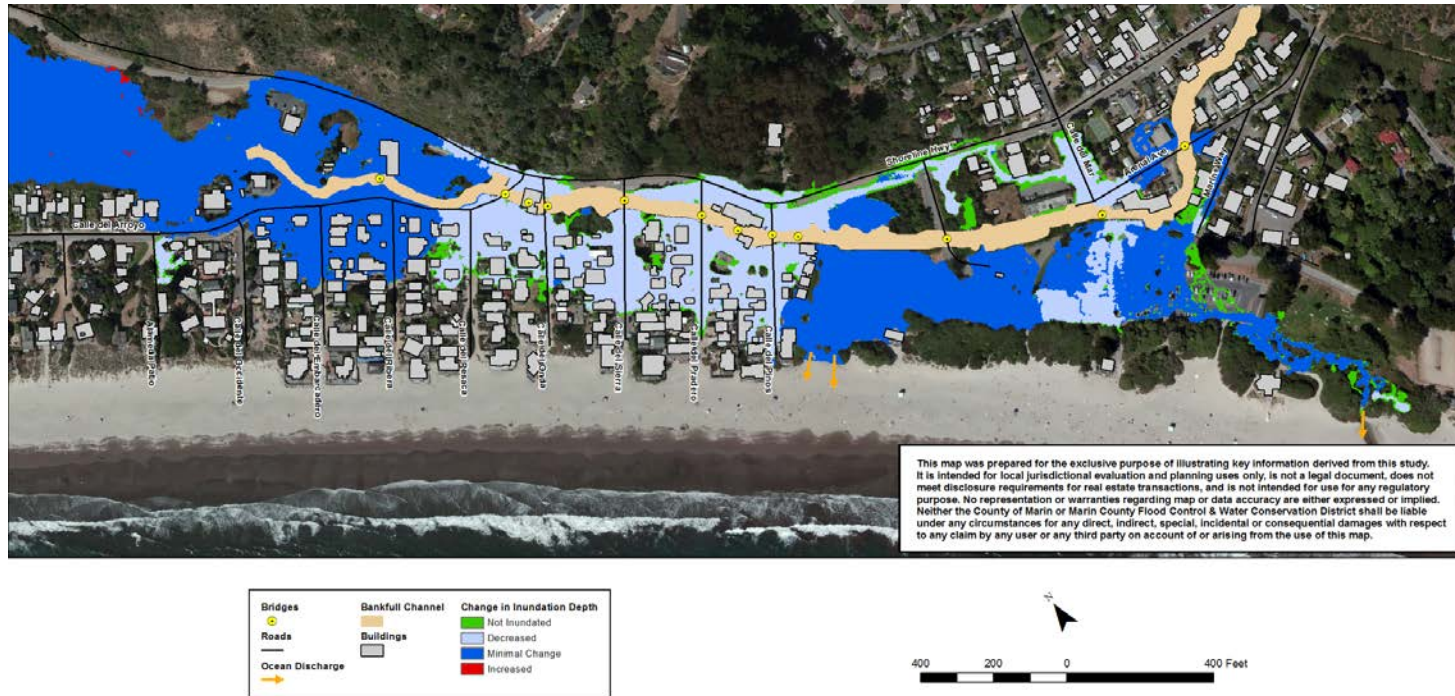 Shoreline Hwy
Calle del Mar
Arenal Ave
Marine Way
Calle del Arroyo
Calle del Embarcadero
Calle del Ribera
Calle del Resaca
Calle del Onda
Calle del Sierra
Calle del Pradero
Calle del Pinos
This map was prepared for the exclusive purpose of illustrating key information derived from this study.
It is intended for local jurisdictional evaluation and planning uses only, is not a legal document, does not
meet disclosure requirements for real estate transactions, and is not intended for use for any regulatory
purpose. No representation or warranties regarding map or data accuracy are either expressed or implied.
Neither the County of Marin or Marin County Flood Control & Water Conservation District shall be liable
under any circumstances for any direct, indirect, special, incidental or consequential damages with respect
to any claim by any user or any third party on account of or arising from the use of this map.
Bridges
Roads
Ocean Discharge
Bankfull Channel
Buildings
Change in Inundation Depth
Not Inundated
Decreased
Minimal Change
Increased
N
400 200 0 400 Feet